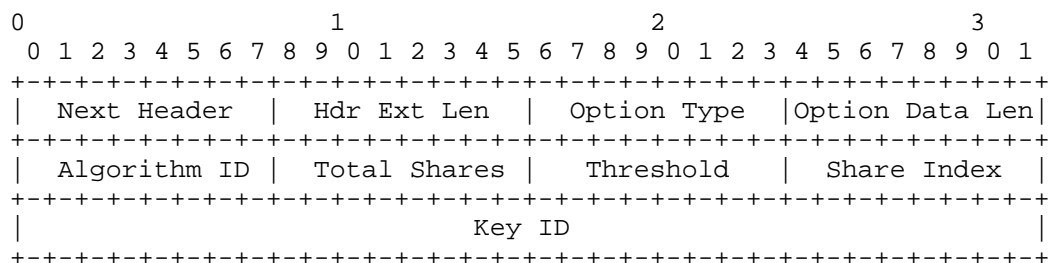 0                   1                   2                   3
 0 1 2 3 4 5 6 7 8 9 0 1 2 3 4 5 6 7 8 9 0 1 2 3 4 5 6 7 8 9 0 1
+-+-+-+-+-+-+-+-+-+-+-+-+-+-+-+-+-+-+-+-+-+-+-+-+-+-+-+-+-+-+-+-+
|  Next Header  |  Hdr Ext Len  |  Option Type  |Option Data Len|
+-+-+-+-+-+-+-+-+-+-+-+-+-+-+-+-+-+-+-+-+-+-+-+-+-+-+-+-+-+-+-+-+
|  Algorithm ID |  Total Shares |   Threshold   |  Share Index  |
+-+-+-+-+-+-+-+-+-+-+-+-+-+-+-+-+-+-+-+-+-+-+-+-+-+-+-+-+-+-+-+-+
|                            Key ID                             |
+-+-+-+-+-+-+-+-+-+-+-+-+-+-+-+-+-+-+-+-+-+-+-+-+-+-+-+-+-+-+-+-+